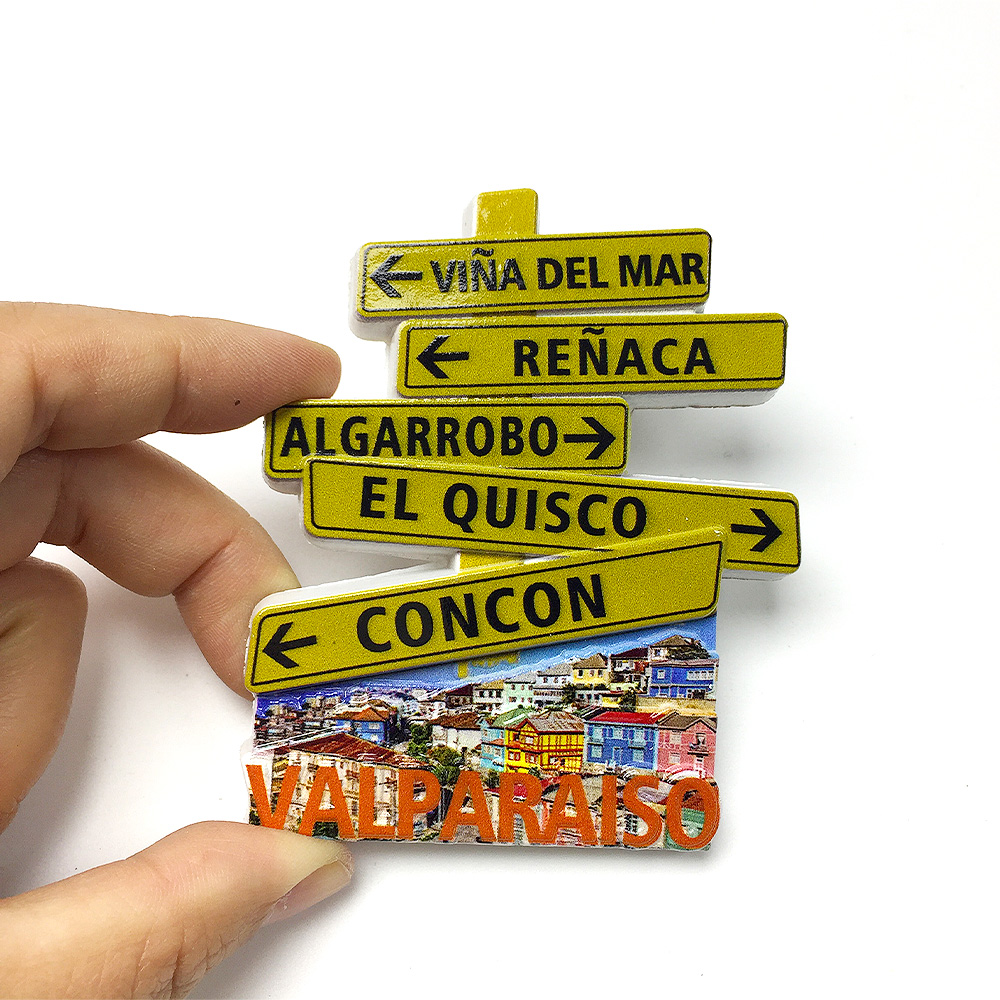 ← VIÑA DEL MAR
← REÑACA
ALGARROBO →
EL QUISCO →
← CONCON
VALPARAISO